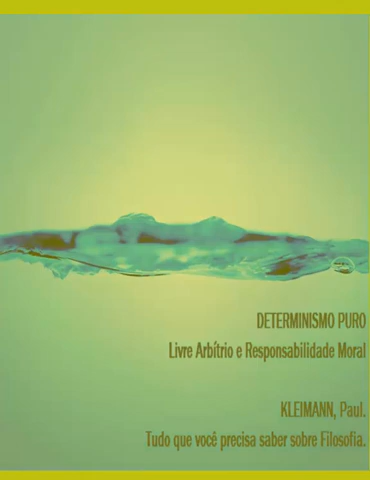 DETERMINISMO PURO
Livre Arbítrio e Responsabilidade Moral
KLEIMANN, Paul.
Tudo que você precisa saber sobre Filosofia.